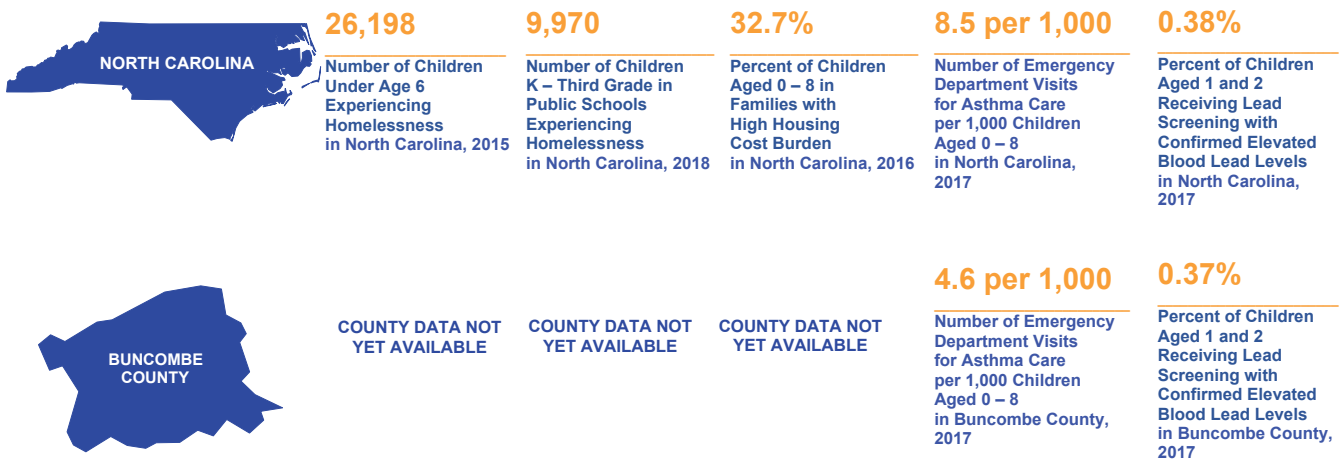 NORTH CAROLINA
26,198
Number of Children
Under Age 6
Experiencing
Homelessness
in North Carolina, 2015
9,970
Number of Children
K – Third Grade in
Public Schools
Experiencing
Homelessness
in North Carolina, 2018
32.7%
Percent of Children
Aged 0 – 8 in
Families with
High Housing
Cost Burden
in North Carolina, 2016
8.5 per 1,000
Number of Emergency
Department Visits
for Asthma Care
per 1,000 Children
Aged 0 – 8
in North Carolina,
2017
0.38%
Percent of Children
Aged 1 and 2
Receiving Lead
Screening with
Confirmed Elevated
Blood Lead Levels
in North Carolina,
2017
BUNCOMBE
COUNTY
COUNTY DATA NOT
YET AVAILABLE
COUNTY DATA NOT
YET AVAILABLE
COUNTY DATA NOT
YET AVAILABLE
4.6 per 1,000
Number of Emergency
Department Visits
for Asthma Care
per 1,000 Children
Aged 0 – 8
in Buncombe County,
2017
0.37%
Percent of Children
Aged 1 and 2
Receiving Lead
Screening with
Confirmed Elevated
Blood Lead Levels
in Buncombe County,
2017